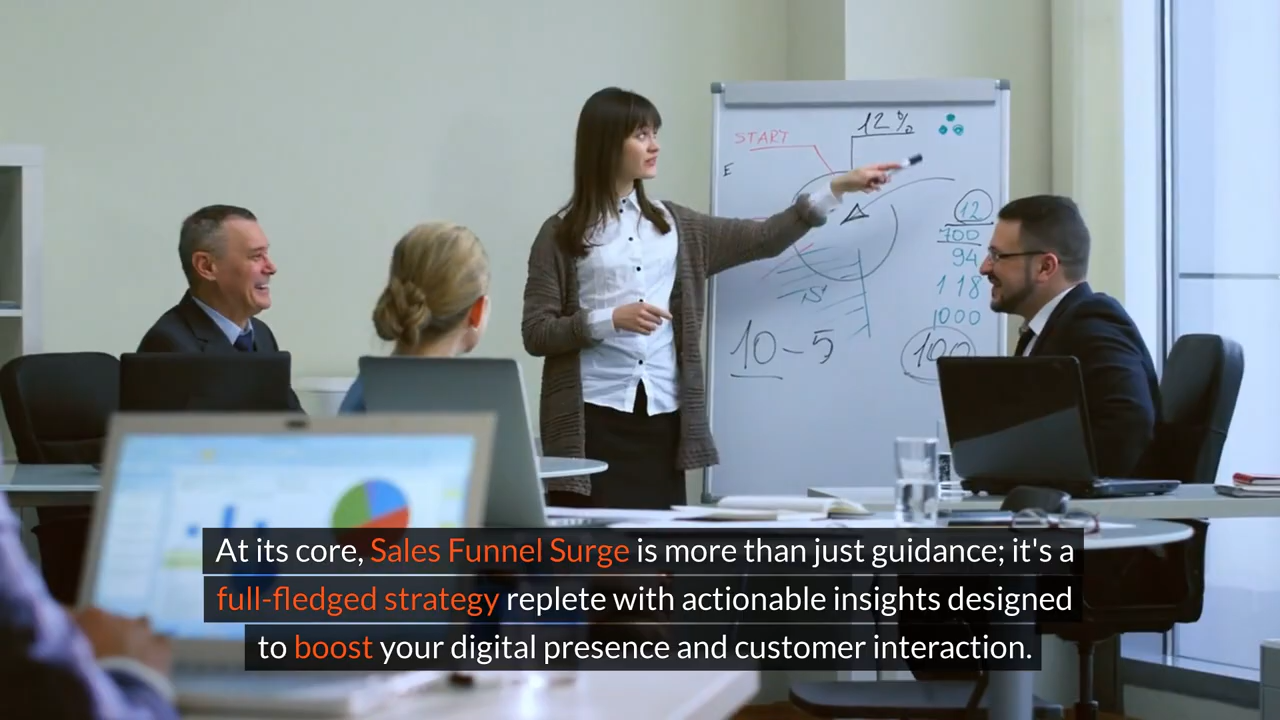 START
12%
E
12
700
94
118
1000
10-5
100
15'
At its core, Sales Funnel Surge is more than just guidance; it's a
full-fledged strategy replete with actionable insights designed
to boost your digital presence and customer interaction.